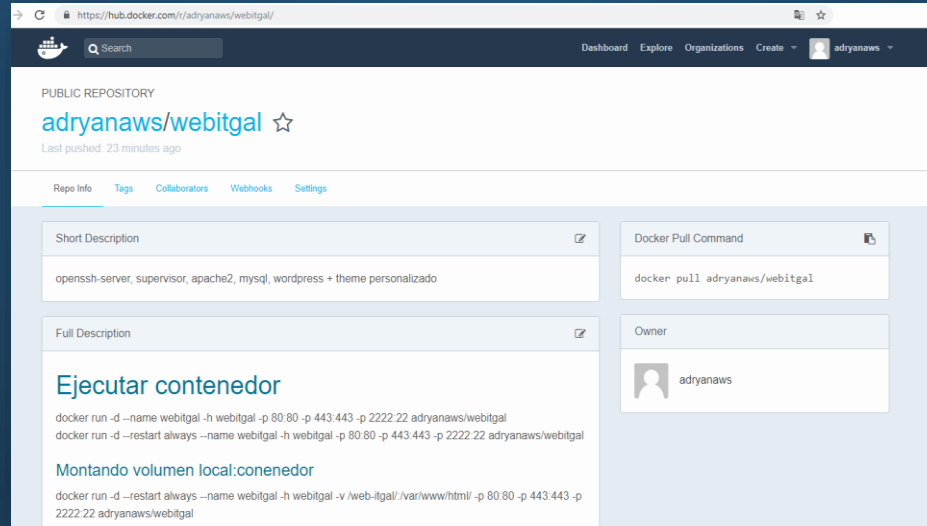 https://hub.docker.com/r/adryanaws/webitgal/
Search
Dashboard Explore Organizations Create adryanaws
PUBLIC REPOSITORY
adryanaws/webitgal
Last pushed: 23 minutes ago
Repo Info Tags Collaborators Webhooks Settings
Short Description
openssh-server, supervisor, apache2, mysql, wordpress + theme personalizado
Docker Pull Command
docker pull adryanaws/webitgal
Full Description
Ejecutar contenedor
docker run -d --name webitgal -h webitgal -p 80:80 -p 443:443 -p 2222:22 adryanaws/webitgal
docker run -d --restart always --name webitgal -h webitgal -p 80:80 -p 443:443 -p 2222:22 adryanaws/webitgal
Montando volumen local:conenedor
docker run -d --restart always --name webitgal -h webitgal -v /web-itgal/:/var/www/html/ -p 80:80 -p 443:443 -p
2222:22 adryanaws/webitgal
Owner
adryanaws